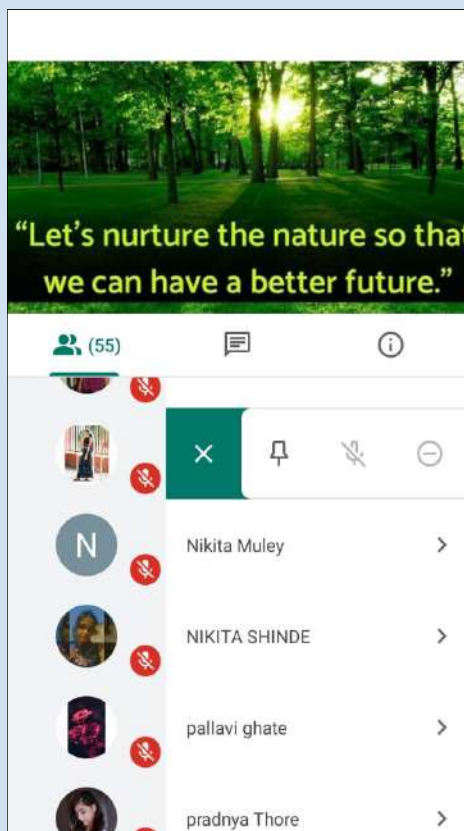 “Let's nurture the nature so that
we can have a better future.”
(55)
N
Nikita Muley
NIKITA SHINDE
pallavi ghate
pradnya Thore